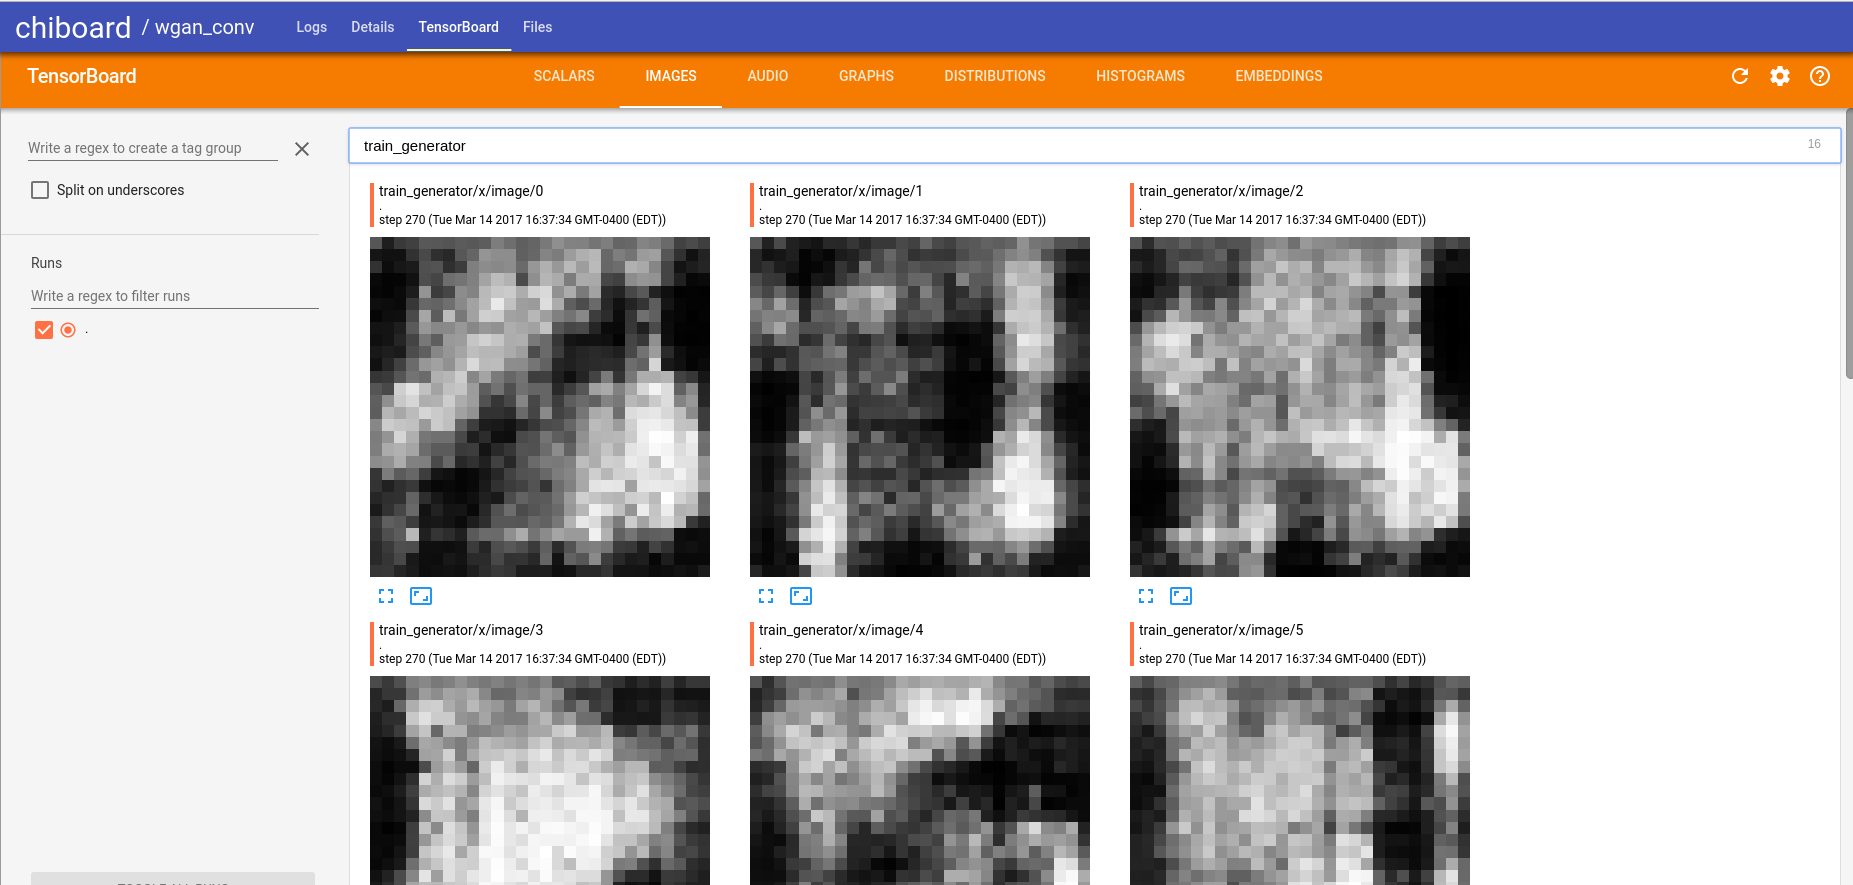 chiboard / wgan_conv Logs Details TensorBoard Files
TensorBoard SCALARS IMAGES AUDIO GRAPHS DISTRIBUTIONS HISTOGRAMS EMBEDDINGS
Write a regex to create a tag group
Split on underscores
Runs
Write a regex to filter runs
.
TOGGLE ALL RUNS
train_generator 16
train_generator/x/image/0
.
step 270 (Tue Mar 14 2017 16:37:34 GMT-0400 (EDT))
train_generator/x/image/1
.
step 270 (Tue Mar 14 2017 16:37:34 GMT-0400 (EDT))
train_generator/x/image/2
.
step 270 (Tue Mar 14 2017 16:37:34 GMT-0400 (EDT))
train_generator/x/image/3
.
step 270 (Tue Mar 14 2017 16:37:34 GMT-0400 (EDT))
train_generator/x/image/4
.
step 270 (Tue Mar 14 2017 16:37:34 GMT-0400 (EDT))
train_generator/x/image/5
.
step 270 (Tue Mar 14 2017 16:37:34 GMT-0400 (EDT))